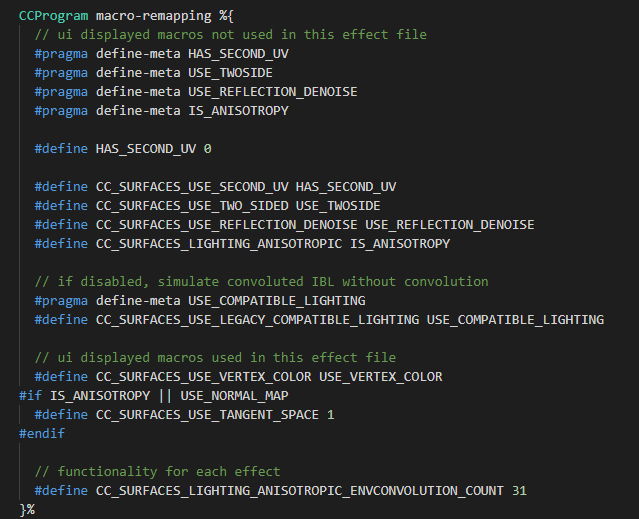 CCProgram macro-remapping %{
// ui displayed macros not used in this effect file
#pragma define-meta HAS_SECOND_UV
#pragma define-meta USE_TWOSIDE
#pragma define-meta USE_REFLECTION_DENOISE
#pragma define-meta IS_ANISOTROPY
#define HAS_SECOND_UV 0
#define CC_SURFACES_USE_SECOND_UV HAS_SECOND_UV
#define CC_SURFACES_USE_TWO_SIDED USE_TWOSIDE
#define CC_SURFACES_USE_REFLECTION_DENOISE USE_REFLECTION_DENOISE
#define CC_SURFACES_LIGHTING_ANISOTROPIC IS_ANISOTROPY
// if disabled, simulate convoluted IBL without convolution
#pragma define-meta USE_COMPATIBLE_LIGHTING
#define CC_SURFACES_USE_LEGACY_COMPATIBLE_LIGHTING USE_COMPATIBLE_LIGHTING
// ui displayed macros used in this effect file
#define CC_SURFACES_USE_VERTEX_COLOR USE_VERTEX_COLOR
#if IS_ANISOTROPY || USE_NORMAL_MAP
#define CC_SURFACES_USE_TANGENT_SPACE 1
#endif
// functionality for each effect
#define CC_SURFACES_LIGHTING_ANISOTROPIC_ENVCONVOLUTION_COUNT 31
}%